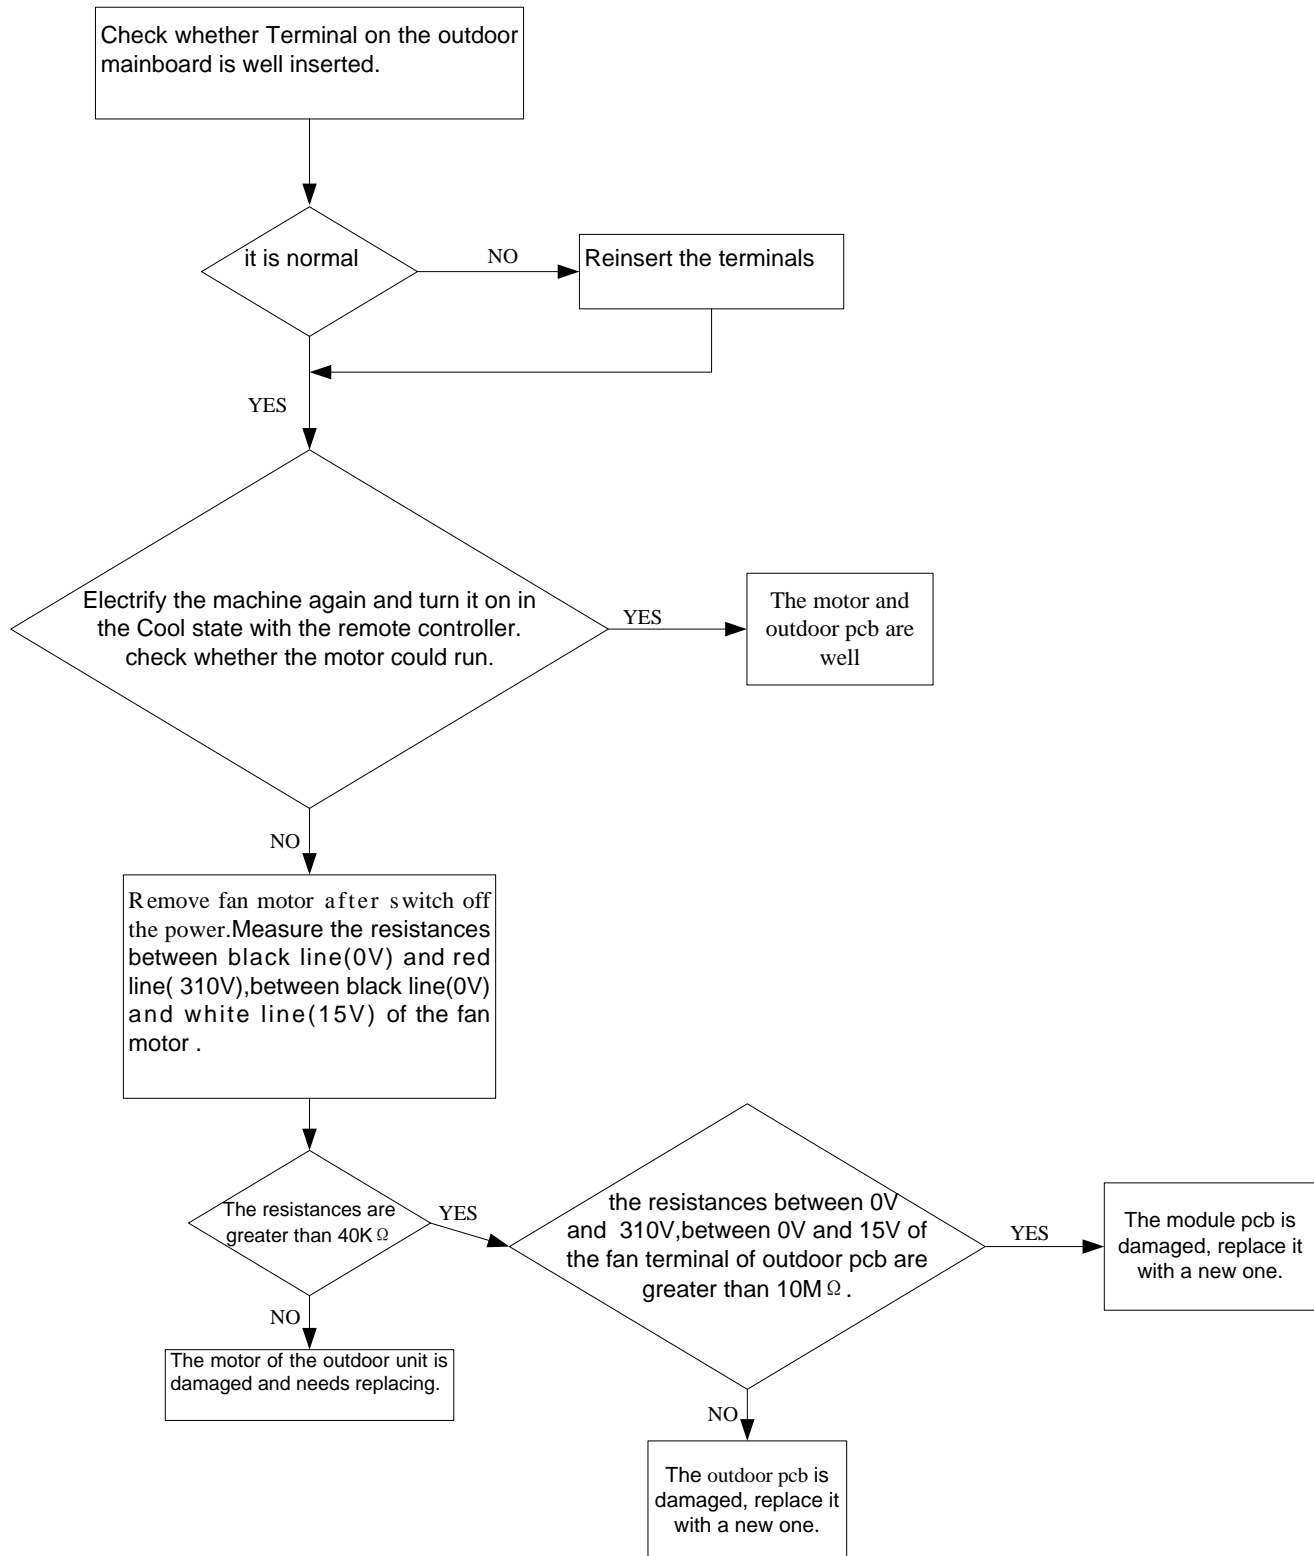 Check whether Terminal on the outdoor
mainboard is well inserted.
it is normal
NO
Reinsert the terminals
YES
Electrify the machine again and turn it on in
the Cool state with the remote controller.
check whether the motor could run.
YES
The motor and
outdoor pcb are
well
NO
Remove fan motor after switch off
the power.Measure the resistances
between black line(0V) and red
line( 310V),between black line(0V)
and white line(15V) of the fan
motor .
The resistances are
greater than 40K Ω
YES
the resistances between 0V
and  310V,between 0V and 15V of
the fan terminal of outdoor pcb are
greater than 10M Ω .
YES
The module pcb is
damaged, replace it
with a new one.
NO
The motor of the outdoor unit is
damaged and needs replacing.
NO
The outdoor pcb is
damaged, replace it
with a new one.